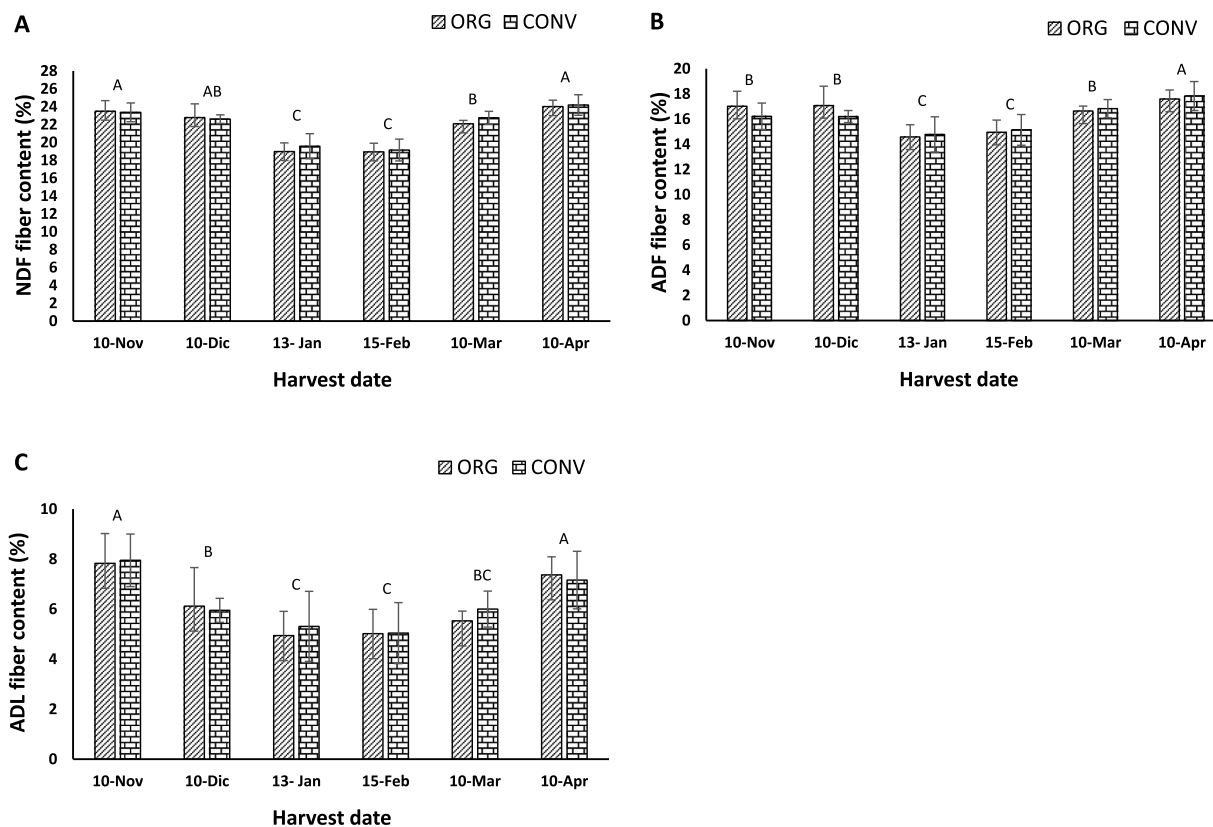 A
ORG CONV
NDF fiber content (%)
28
26
24
22
20
18
16
14
12
10
8
6
4
2
0
A AB C C B A
10-Nov 10-Dic 13- Jan 15-Feb 10-Mar 10-Apr
Harvest date
B
ORG CONV
ADF fiber content (%)
20
18
16
14
12
10
8
6
4
2
0
B B C C B A
10-Nov 10-Dic 13- Jan 15-Feb 10-Mar 10-Apr
Harvest date
C
ORG CONV
ADL fiber content (%)
10
8
6
4
2
0
A B C C BC A
10-Nov 10-Dic 13- Jan 15-Feb 10-Mar 10-Apr
Harvest date